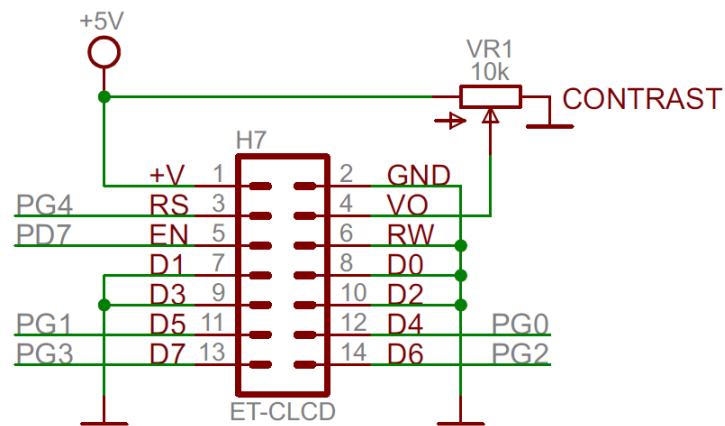 +5V
VR1
10k
CONTRAST
H7
+V 1 2 GND
PG4 RS 3 4 VO
PD7 EN 5 6 RW
D1 7 8 D0
D3 9 10 D2
PG1 D5 11 12 D4 PG0
PG3 D7 13 14 D6 PG2
ET-CLCD